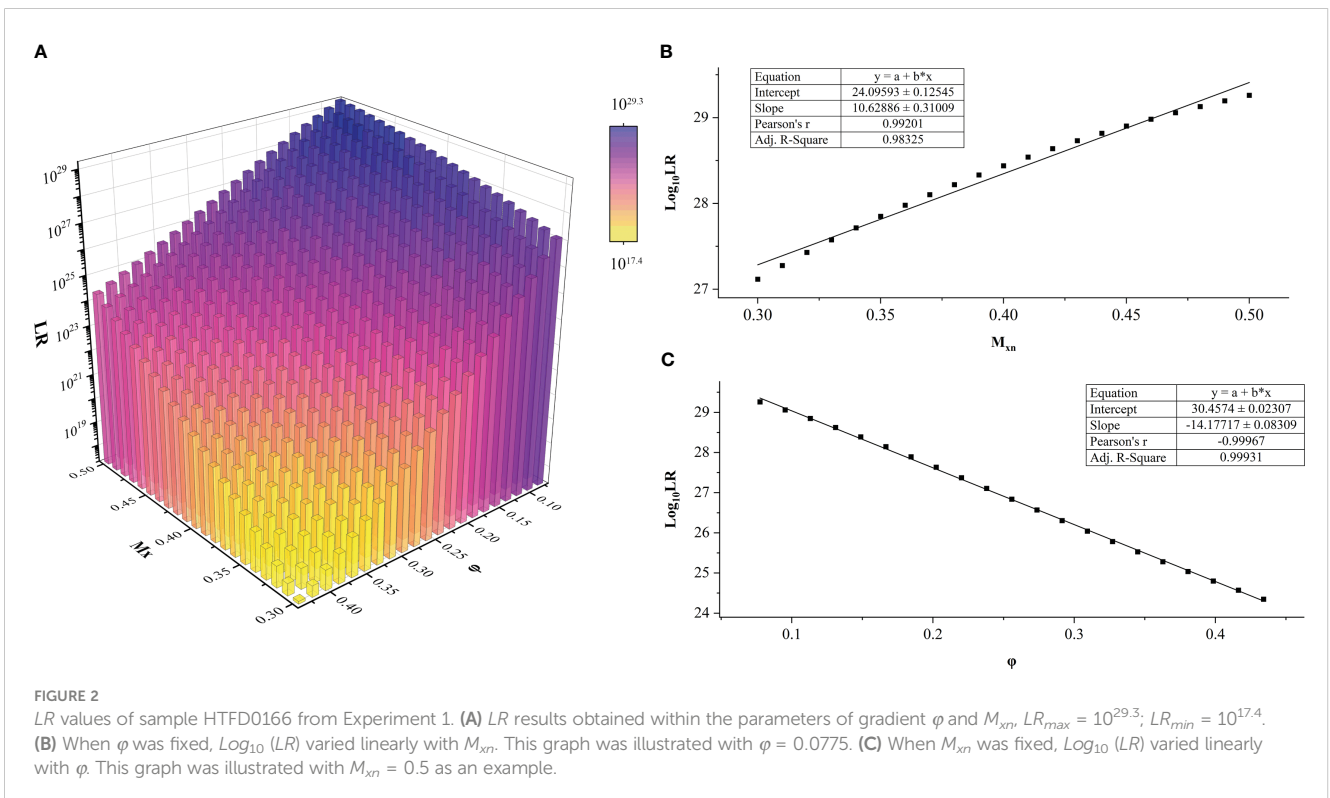 A
10^29.3
10^17.4
10^29
10^27
10^25
10^23
10^21
10^19
LR
0.50
0.45
0.40
0.35
0.30
Mx
0.40
0.35
0.30
0.25
0.20
0.15
0.10
Φ
B
Equation y = a + b*x
Intercept 24.09593 ± 0.12545
Slope 10.62886 ± 0.31009
Pearson's r 0.99201
Adj. R-Square 0.98325
29
28
27
Log₁₀LR
0.30 0.35 0.40 0.45 0.50
Mₓₙ
C
Equation y = a + b*x
Intercept 30.4574 ± 0.02307
Slope -14.17717 ± 0.08309
Pearson's r -0.99967
Adj. R-Square 0.99931
29
28
27
26
25
24
Log₁₀LR
0.1 0.2 0.3 0.4
φ
FIGURE 2
LR values of sample HTFD0166 from Experiment 1. (A) LR results obtained within the parameters of gradient φ and Mₓₙ, LRₘₐₓ = 10^29.3; LRₘᵢₙ = 10^17.4.
(B) When φ was fixed, Log₁₀ (LR) varied linearly with Mₓₙ. This graph was illustrated with φ = 0.0775. (C) When Mₓₙ was fixed, Log₁₀ (LR) varied linearly
with φ. This graph was illustrated with Mₓₙ = 0.5 as an example.